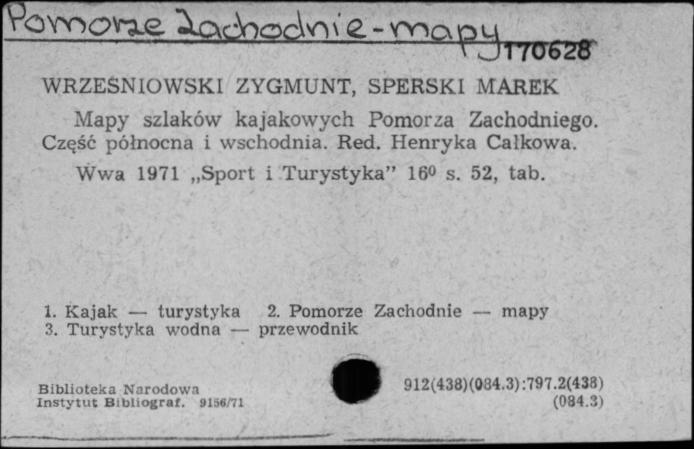 Pomorze Zachodnie-mapy
170628
WRZEŚNIOWSKI ZYGMUNT, SPERSKI MAREK
Mapy szlaków kajakowych Pomorza Zachodniego.
Część północna i wschodnia. Red. Henryka Całkowa.
Wwa 1971 „Sport i Turystyka” 16⁰ s. 52, tab.
1. Kajak — turystyka 2. Pomorze Zachodnie — mapy
3. Turystyka wodna — przewodnik
Biblioteka Narodowa
Instytut Bibliograf. 9156/71
912(438)(084.3):797.2(438)
(084.3)